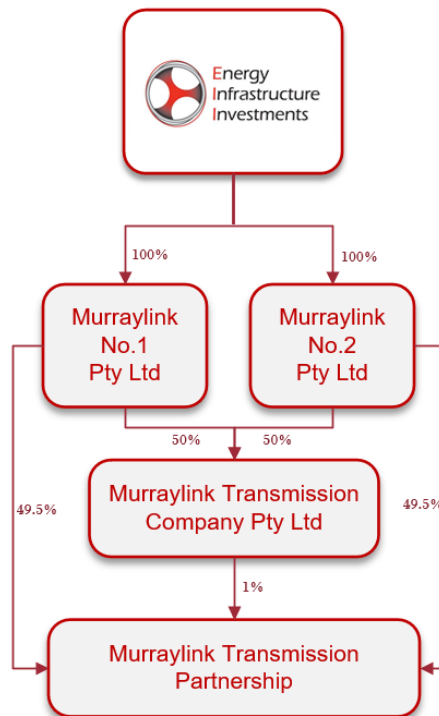 Energy
Infrastructure
Investments
100%
100%
Murraylink
No.1
Pty Ltd
Murraylink
No.2
Pty Ltd
50%
50%
Murraylink Transmission
Company Pty Ltd
49.5%
49.5%
1%
Murraylink Transmission
Partnership